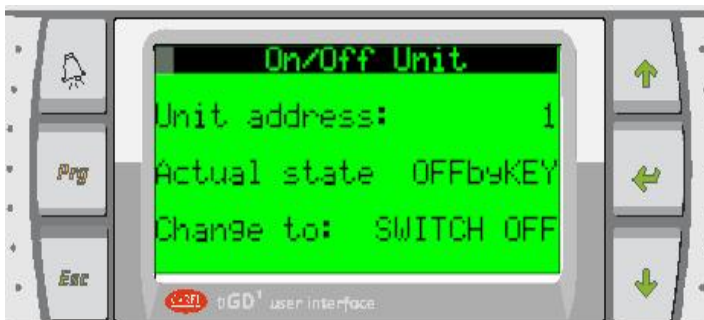 On/Off Unit
Unit address: 1
Actual state OFFbyKEY
Change to: SWITCH OFF
Prg
Esc
CAREL pGD¹ user interface